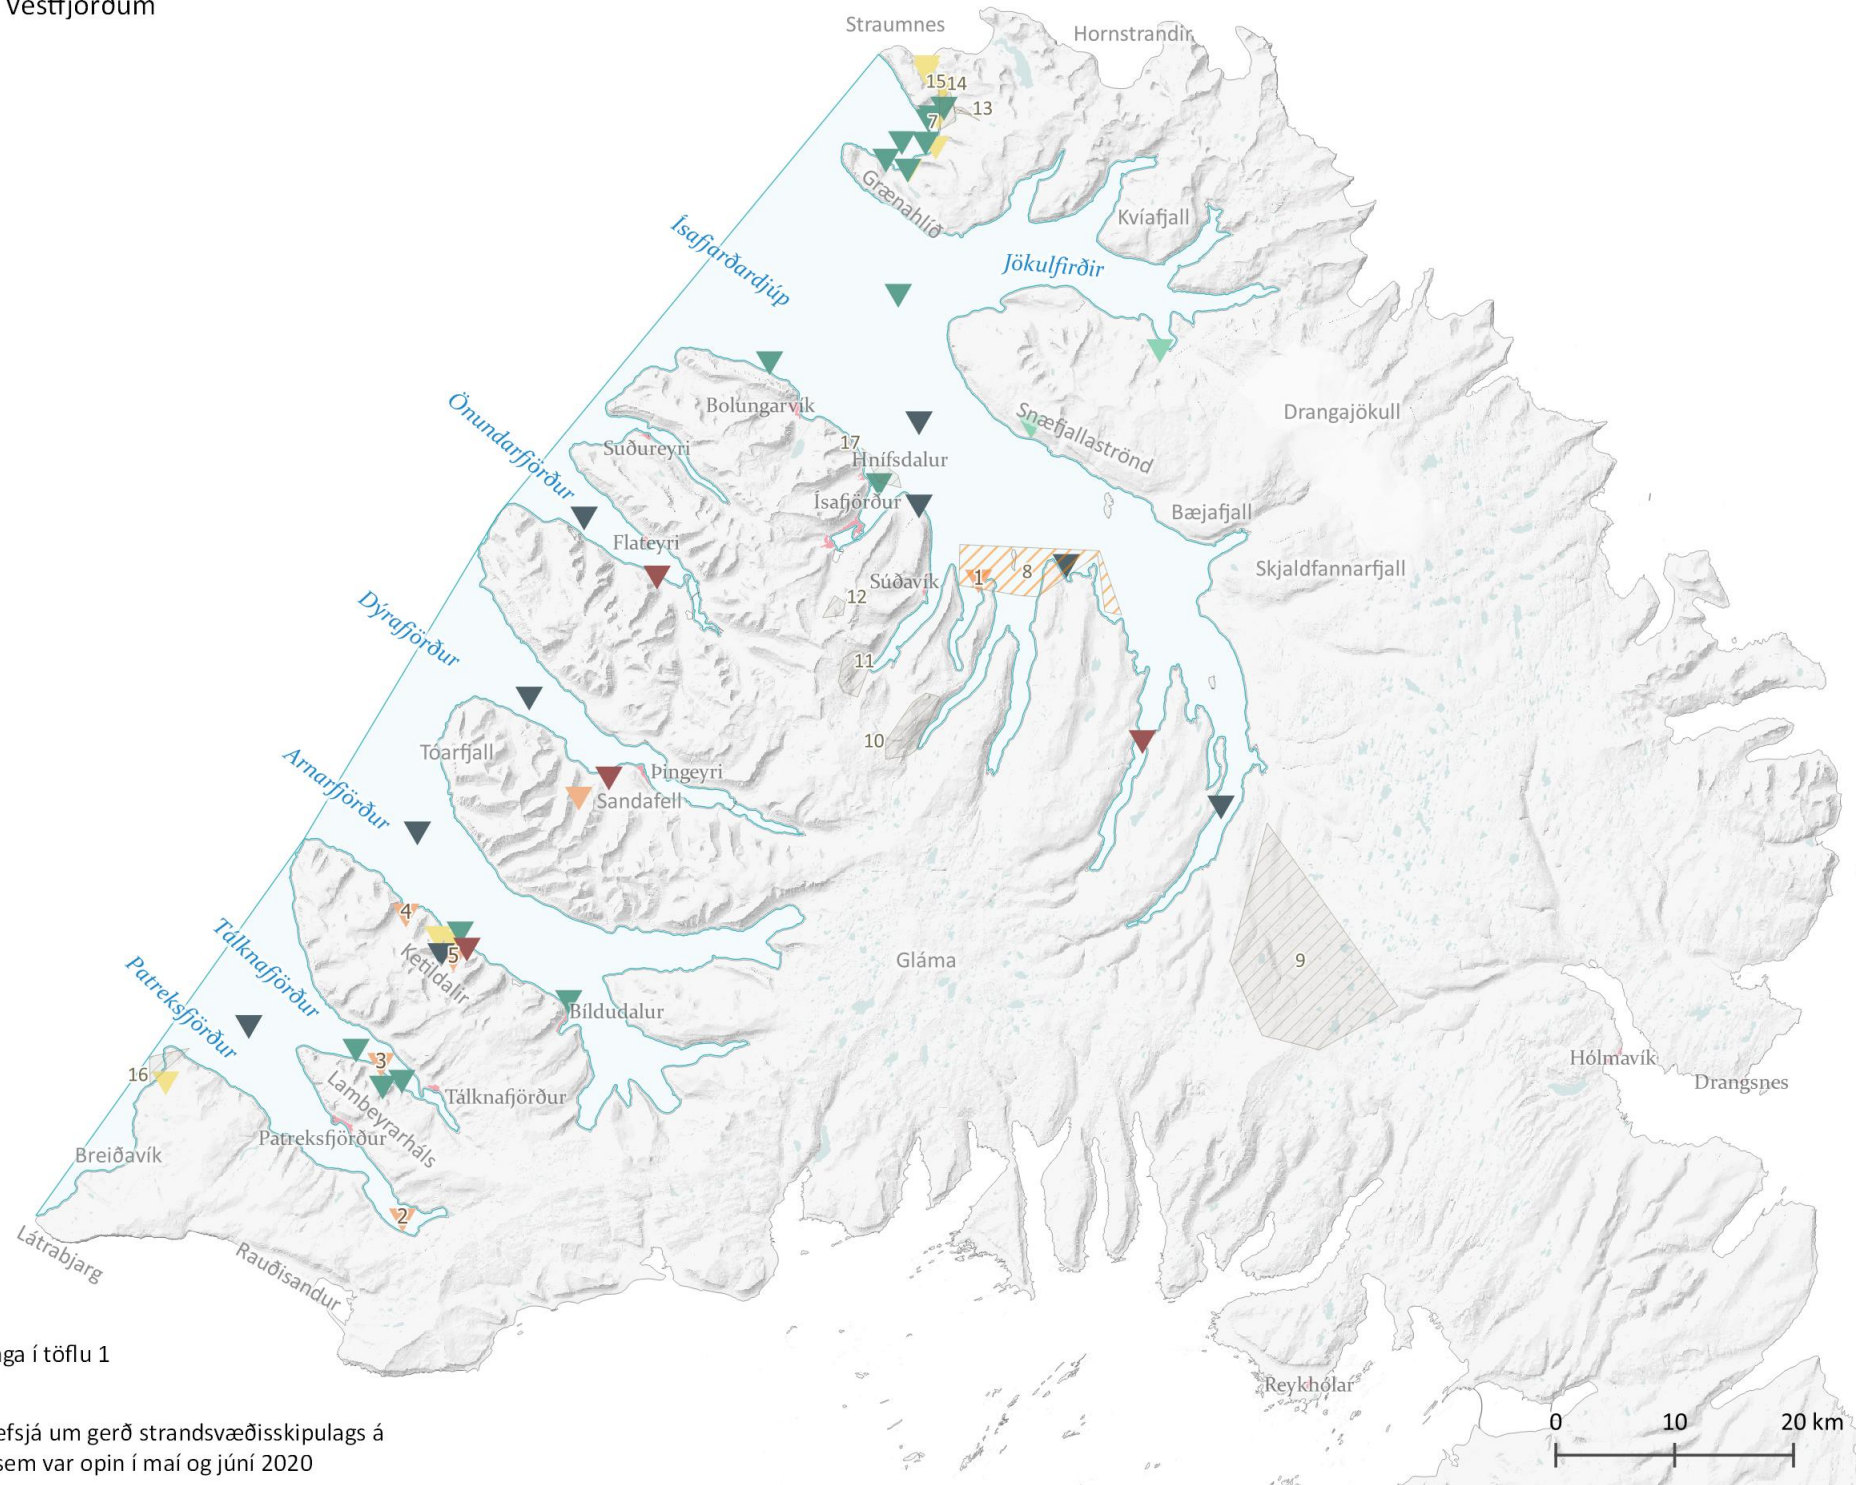 Vestfjörðum
Straumnes
Hornstrandir
15
14
13
7
Grænahlíð
Kvíafjall
Ísafjarðardjúp
Jökulfirðir
Bolungarvík
Drangajökull
Snæfjallaströnd
Önundarfjörður
Suðureyri
17
Hnífsdalur
Ísafjörður
Bæjafjall
Flateyri
Skjaldfannarfjall
Súðavík
1
8
12
Dýrafjörður
11
10
Tóarfjall
Þingeyri
Sandafell
Arnarfjörður
4
5
Ketildalir
Gláma
9
Tálknafjörður
Patreksfjörður
Bíldudalur
3
16
Lambeyrarháls
Tálknafjörður
Hólmavík
Drangsnes
Patreksfjörður
Breiðavík
2
Látrabjarg
Rauðisandur
ga í töflu 1
Reykhólar
efsjá um gerð strandsvæðisskipulags á
sem var opin í maí og júní 2020
0 10 20 km